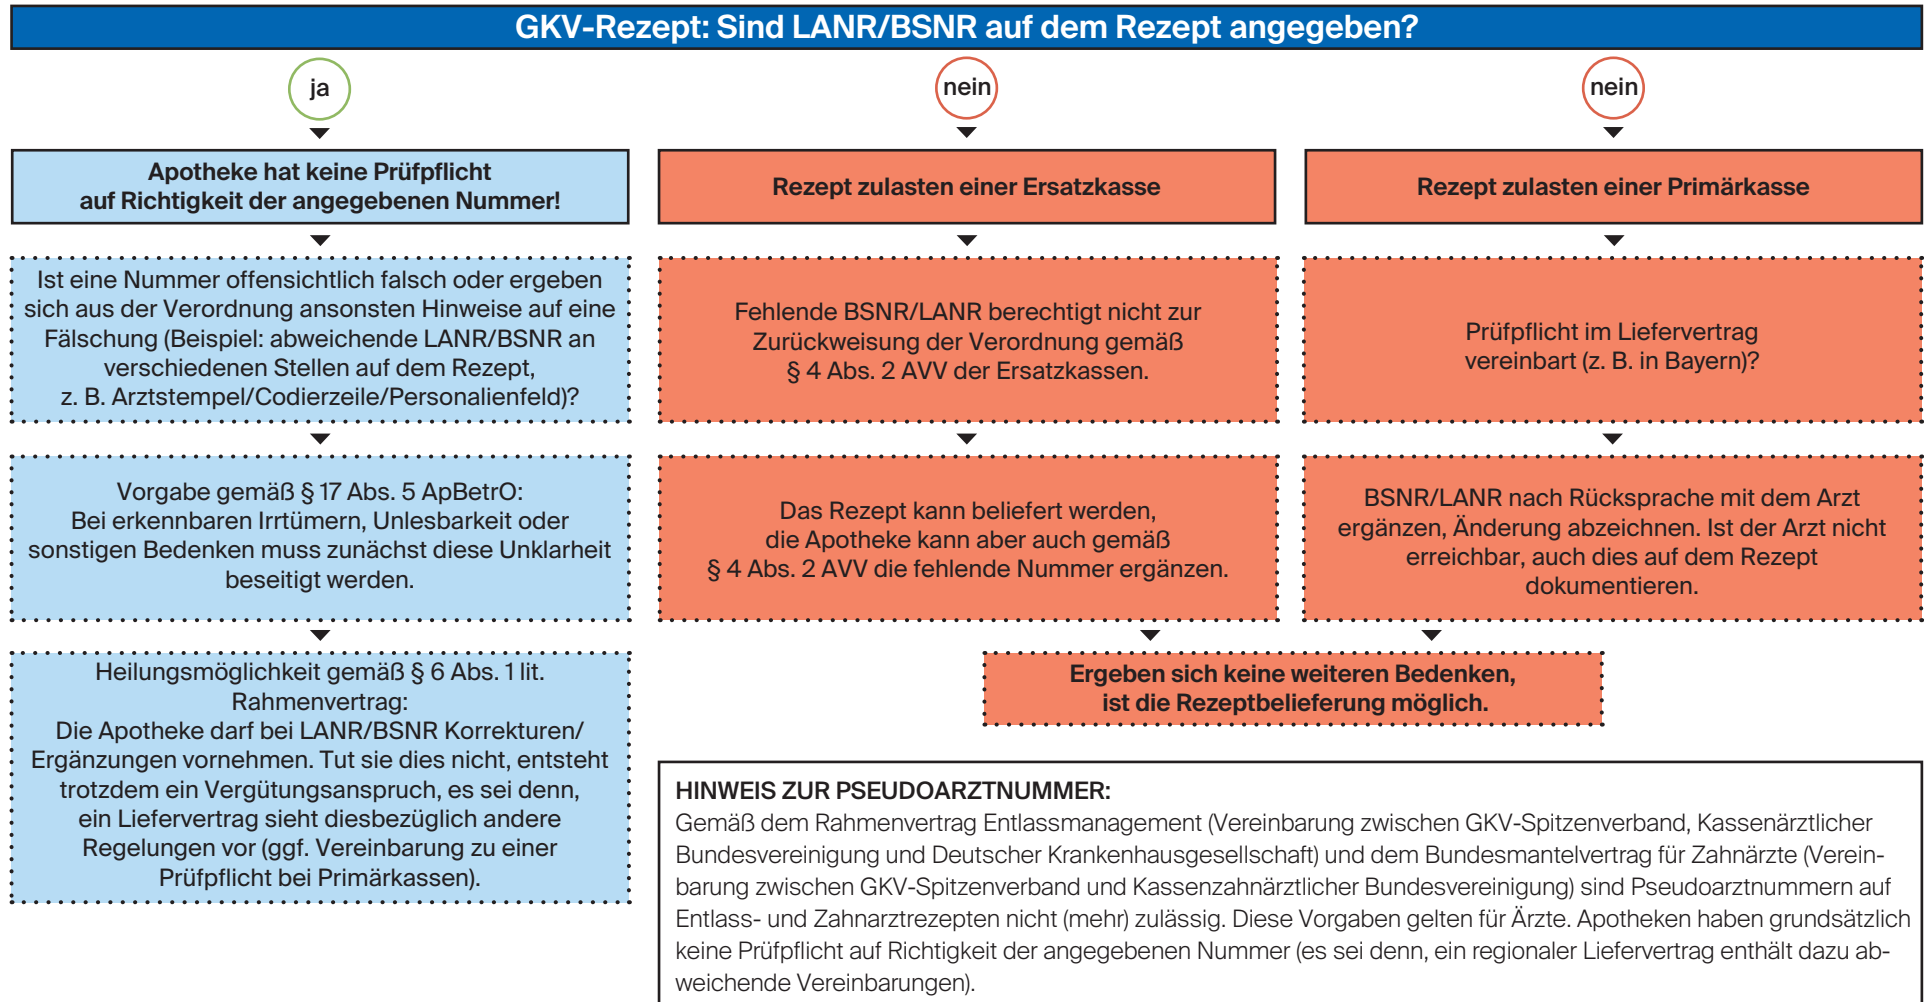 GKV-Rezept: Sind LANR/BSNR auf dem Rezept angegeben?
ja
Apotheke hat keine Prüfpflicht
auf Richtigkeit der angegebenen Nummer!
Ist eine Nummer offensichtlich falsch oder ergeben
sich aus der Verordnung ansonsten Hinweise auf eine
Fälschung (Beispiel: abweichende LANR/BSNR an
verschiedenen Stellen auf dem Rezept,
z. B. Arztstempel/Codierzeile/Personalienfeld)?
Vorgabe gemäß § 17 Abs. 5 ApBetrO:
Bei erkennbaren Irrtümern, Unlesbarkeit oder
sonstigen Bedenken muss zunächst diese Unklarheit
beseitigt werden.
Heilungsmöglichkeit gemäß § 6 Abs. 1 lit.
Rahmenvertrag:
Die Apotheke darf bei LANR/BSNR Korrekturen/
Ergänzungen vornehmen. Tut sie dies nicht, entsteht
trotzdem ein Vergütungsanspruch, es sei denn,
ein Liefervertrag sieht diesbezüglich andere
Regelungen vor (ggf. Vereinbarung zu einer
Prüfpflicht bei Primärkassen).
nein
Rezept zulasten einer Ersatzkasse
Fehlende BSNR/LANR berechtigt nicht zur
Zurückweisung der Verordnung gemäß
§ 4 Abs. 2 AVV der Ersatzkassen.
Das Rezept kann beliefert werden,
die Apotheke kann aber auch gemäß
§ 4 Abs. 2 AVV die fehlende Nummer ergänzen.
nein
Rezept zulasten einer Primärkasse
Prüfpflicht im Liefervertrag
vereinbart (z. B. in Bayern)?
BSNR/LANR nach Rücksprache mit dem Arzt
ergänzen, Änderung abzeichnen. Ist der Arzt nicht
erreichbar, auch dies auf dem Rezept
dokumentieren.
Ergeben sich keine weiteren Bedenken,
ist die Rezeptbelieferung möglich.
HINWEIS ZUR PSEUDOARZTNUMMER:
Gemäß dem Rahmenvertrag Entlassmanagement (Vereinbarung zwischen GKV-Spitzenverband, Kassenärztlicher
Bundesvereinigung und Deutscher Krankenhausgesellschaft) und dem Bundesmantelvertrag für Zahnärzte (Verein-
barung zwischen GKV-Spitzenverband und Kassenzahnärztlicher Bundesvereinigung) sind Pseudoarztnummern auf
Entlass- und Zahnarztrezepten nicht (mehr) zulässig. Diese Vorgaben gelten für Ärzte. Apotheken haben grundsätzlich
keine Prüfpflicht auf Richtigkeit der angegebenen Nummer (es sei denn, ein regionaler Liefervertrag enthält dazu ab-
weichende Vereinbarungen).